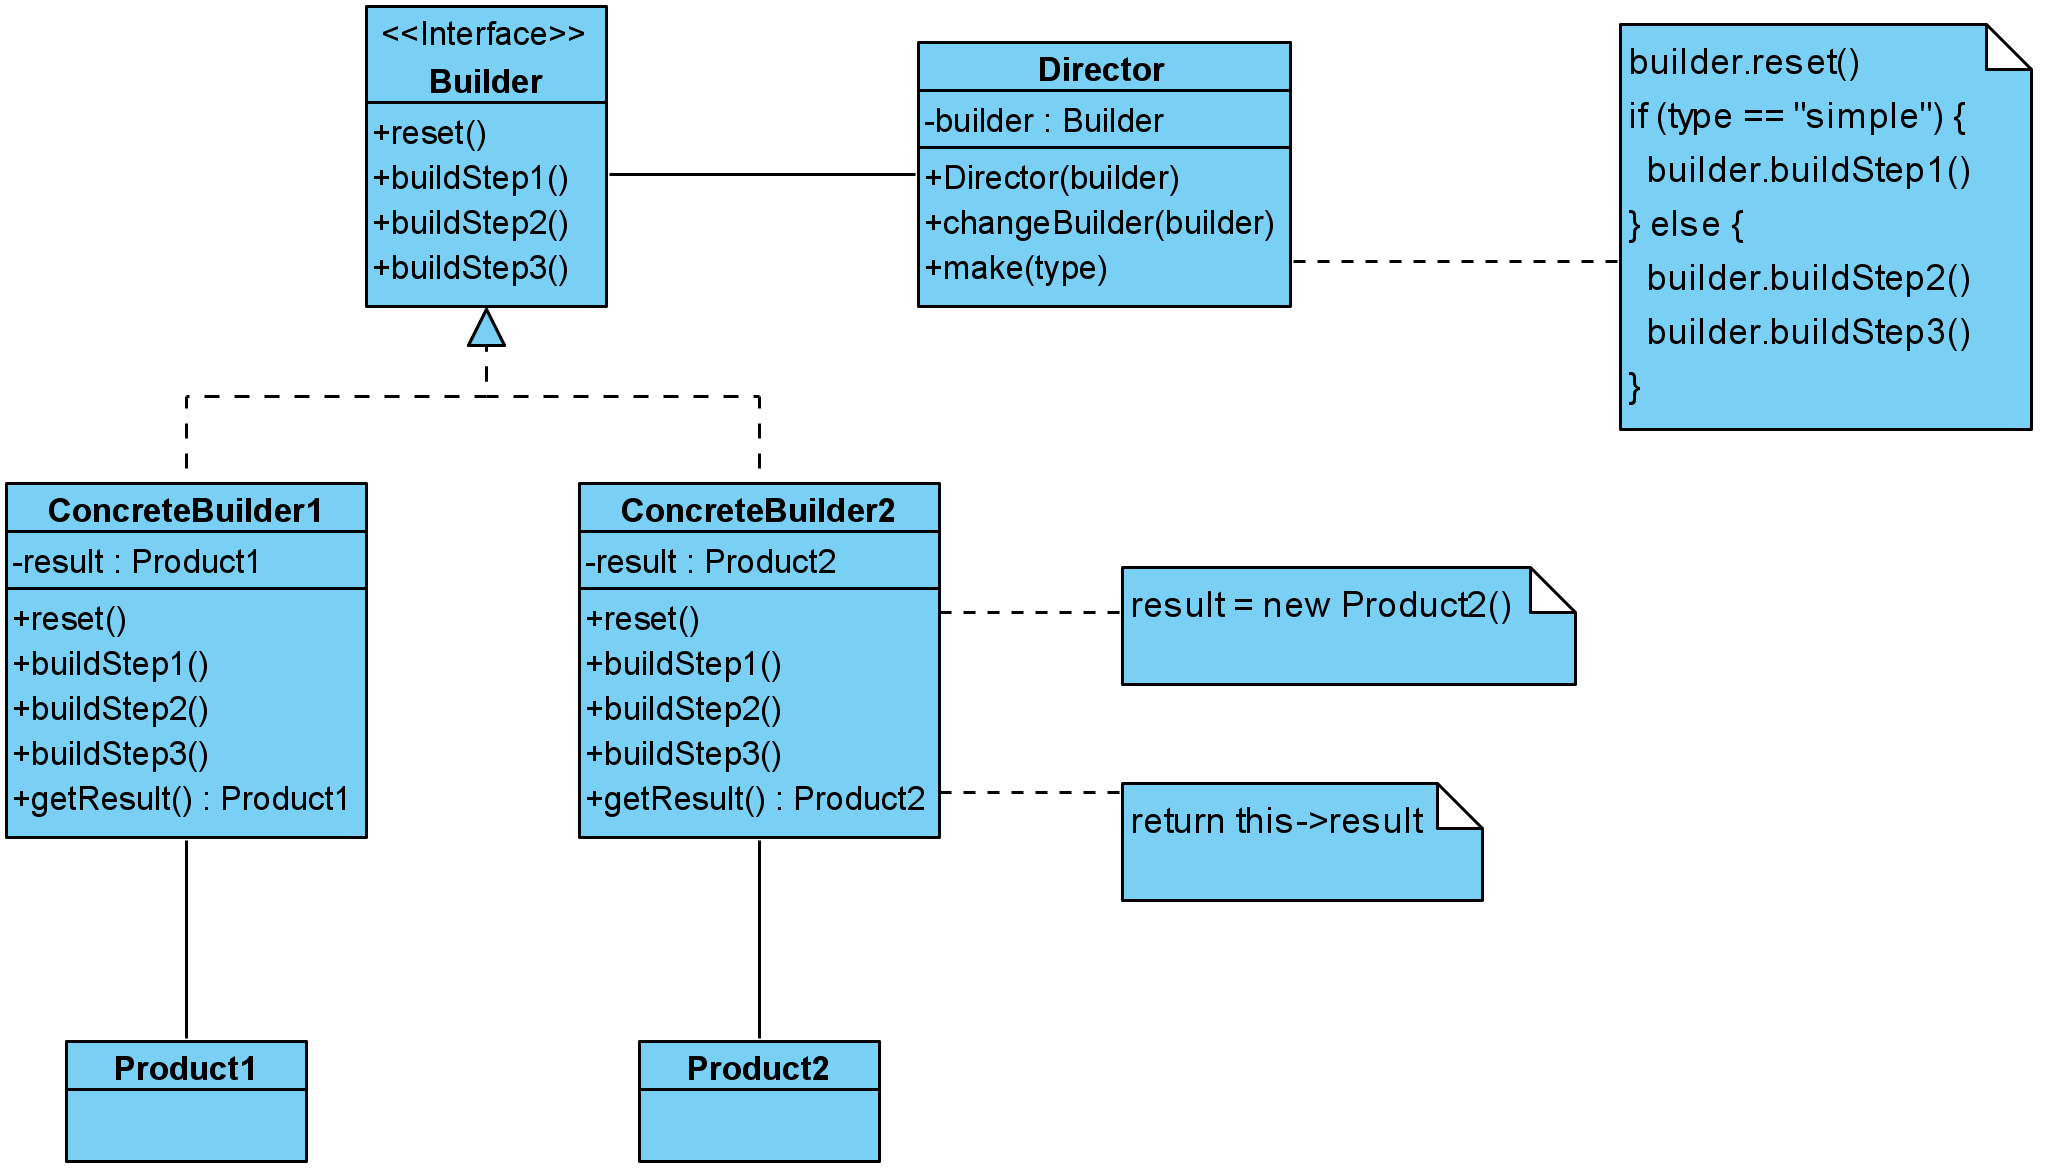 <<Interface>>
Builder
+reset()
+buildStep1()
+buildStep2()
+buildStep3()
Director
-builder : Builder
+Director(builder)
+changeBuilder(builder)
+make(type)
builder.reset()
if (type == "simple") {
  builder.buildStep1()
} else {
  builder.buildStep2()
  builder.buildStep3()
}
ConcreteBuilder1
-result : Product1
+reset()
+buildStep1()
+buildStep2()
+buildStep3()
+getResult() : Product1
ConcreteBuilder2
-result : Product2
+reset()
+buildStep1()
+buildStep2()
+buildStep3()
+getResult() : Product2
result = new Product2()
return this->result
Product1
Product2